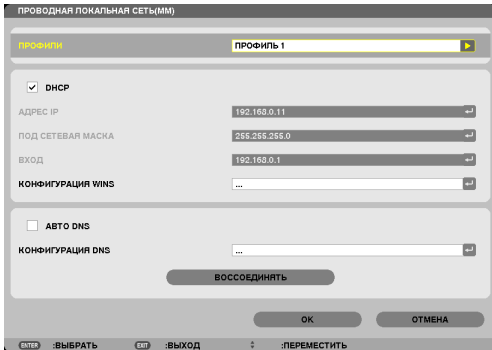 ПРОВОДНАЯ ПОКАЛЬНАЯ СЕТЬ(ММ)
ПРОФИЛИ ПРОФИЛЬ 1
DHCP
АДРЕС IP 192.168.0.11
ПОД СЕТЕВАЯ МАСКА 255.255.255.0
ВХОД 192.168.0.1
КОНФИГУРАЦИЯ WINS ...
АВТО DNS
КОНФИГУРАЦИЯ DNS ...
ВОССОЕДИНЯТЬ
OK ОТМЕНА
ENTER :ВЫБРАТЬ EXIT :ВЫХОД :ПЕРЕМЕСТИТЬ